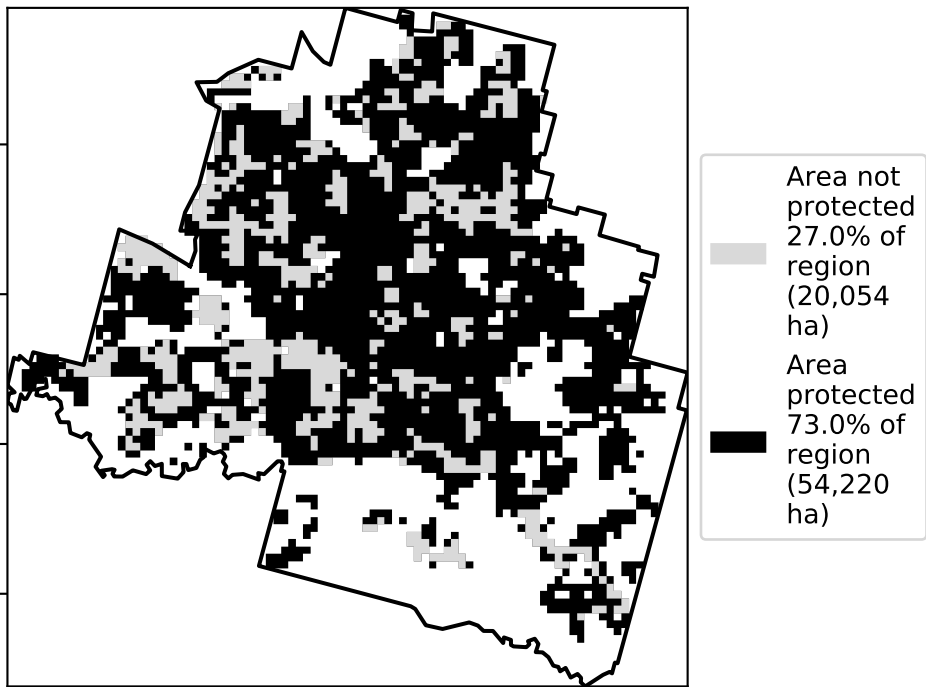 Area not
protected
27.0% of
region
(20,054
ha)
Area
protected
73.0% of
region
(54,220
ha)